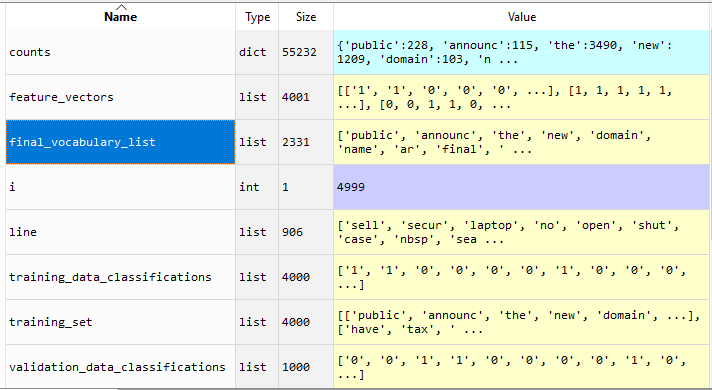 Name Type Size Value
counts dict 55232 {'public':228, 'announc':115, 'the':3490, 'new':
1209, 'domain':103, 'n ...
feature_vectors list 4001 [['1', '1', '0', '0', '0', ...], [1, 1, 1, 1, 1,
...], [0, 0, 1, 1, 0, ...
final_vocabulary_list list 2331 ['public', 'announc', 'the', 'new', 'domain',
'name', 'ar', 'final', ' ...
i int 1 4999
line list 906 ['sell', 'secur', 'laptop', 'no', 'open', 'shut',
'case', 'nbsp', 'sea ...
training_data_classifications list 4000 ['1', '1', '0', '0', '0', '0', '1', '0', '0', '0',
...]
training_set list 4000 [['public', 'announc', 'the', 'new', 'domain', ...],
['have', 'tax', ' ...
validation_data_classifications list 1000 ['0', '0', '1', '1', '0', '0', '0', '0', '1', '0',
...]